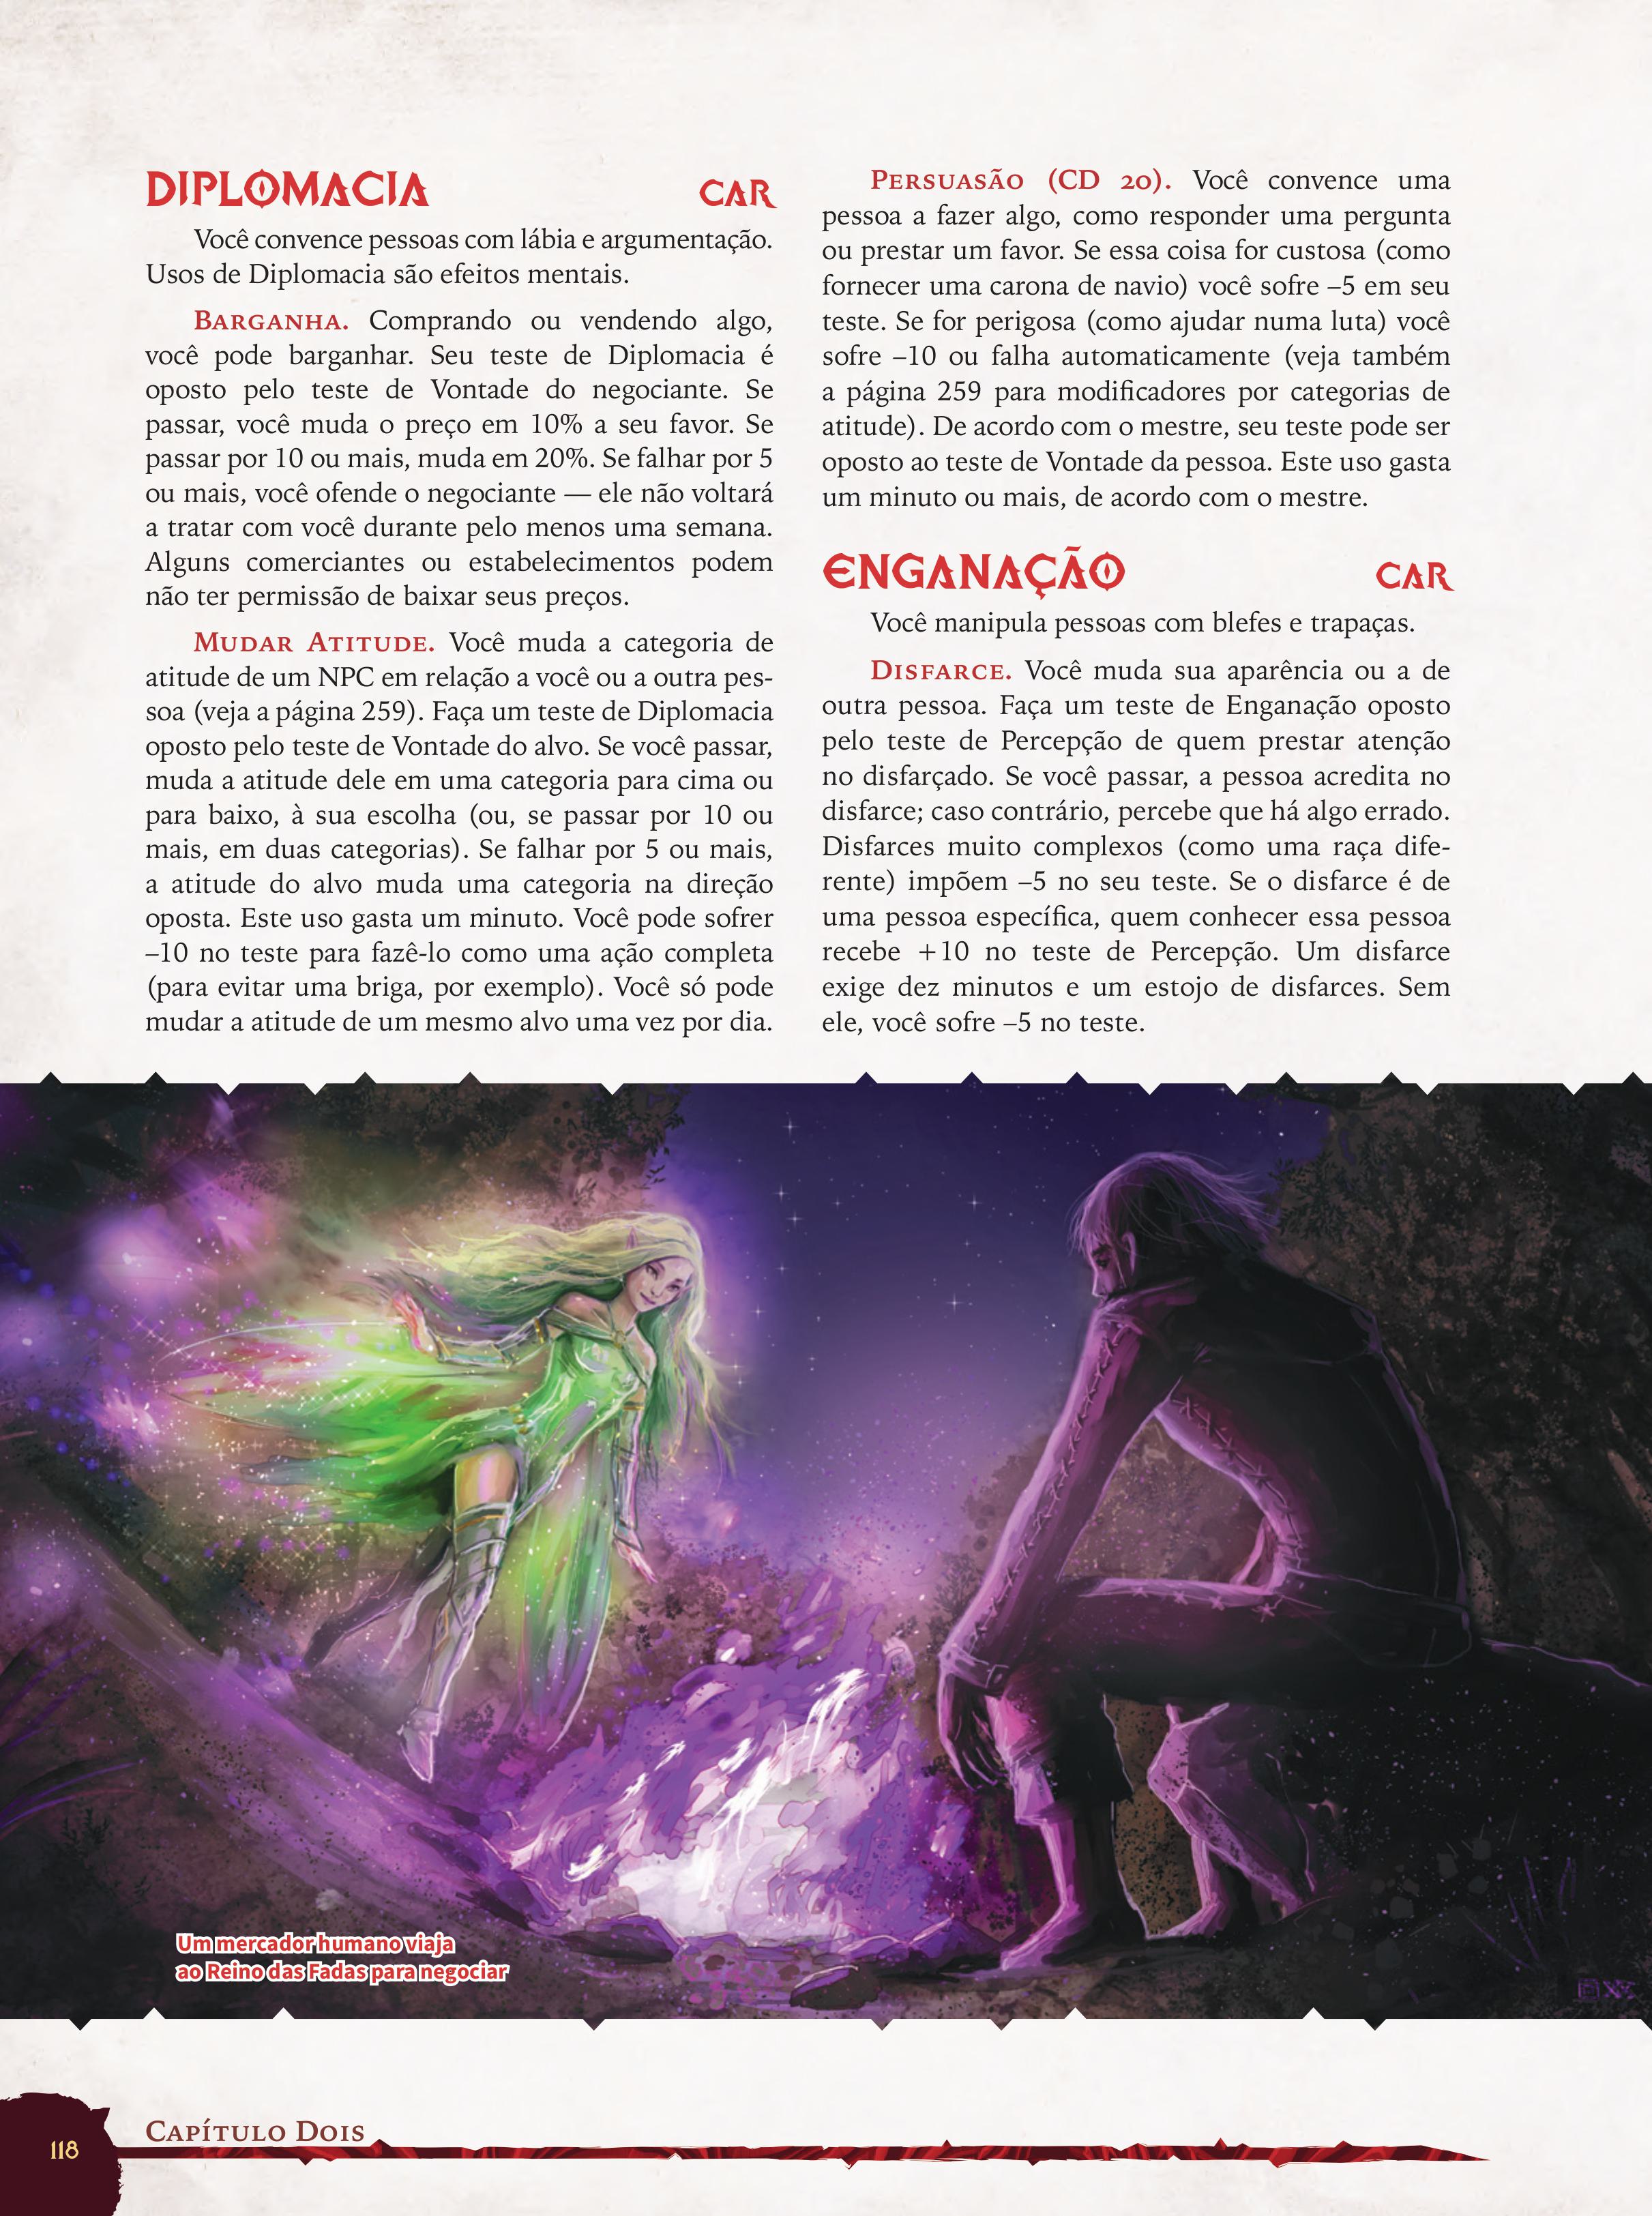 DIPLOMACIA CAR
Você convence pessoas com lábia e argumentação.
Usos de Diplomacia são efeitos mentais.
Barganha. Comprando ou vendendo algo,
você pode barganhar. Seu teste de Diplomacia é
oposto pelo teste de Vontade do negociante. Se
passar, você muda o preço em 10% a seu favor. Se
passar por 10 ou mais, muda em 20%. Se falhar por 5
ou mais, você ofende o negociante — ele não voltará
a tratar com você durante pelo menos uma semana.
Alguns comerciantes ou estabelecimentos podem
não ter permissão de baixar seus preços.
Mudar Atitude. Você muda a categoria de
atitude de um NPC em relação a você ou a outra pes-
soa (veja a página 259). Faça um teste de Diplomacia
oposto pelo teste de Vontade do alvo. Se você passar,
muda a atitude dele em uma categoria para cima ou
para baixo, à sua escolha (ou, se passar por 10 ou
mais, em duas categorias). Se falhar por 5 ou mais,
a atitude do alvo muda uma categoria na direção
oposta. Este uso gasta um minuto. Você pode sofrer
–10 no teste para fazê-lo como uma ação completa
(para evitar uma briga, por exemplo). Você só pode
mudar a atitude de um mesmo alvo uma vez por dia.
Persuasão (CD 20). Você convence uma
pessoa a fazer algo, como responder uma pergunta
ou prestar um favor. Se essa coisa for custosa (como
fornecer uma carona de navio) você sofre –5 em seu
teste. Se for perigosa (como ajudar numa luta) você
sofre –10 ou falha automaticamente (veja também
a página 259 para modificadores por categorias de
atitude). De acordo com o mestre, seu teste pode ser
oposto ao teste de Vontade da pessoa. Este uso gasta
um minuto ou mais, de acordo com o mestre.
ENGANAÇÃO CAR
Você manipula pessoas com blefes e trapaças.
Disfarce. Você muda sua aparência ou a de
outra pessoa. Faça um teste de Enganação oposto
pelo teste de Percepção de quem prestar atenção
no disfarçado. Se você passar, a pessoa acredita no
disfarce; caso contrário, percebe que há algo errado.
Disfarces muito complexos (como uma raça dife-
rente) impõem –5 no seu teste. Se o disfarce é de
uma pessoa específica, quem conhecer essa pessoa
recebe +10 no teste de Percepção. Um disfarce
exige dez minutos e um estojo de disfarces. Sem
ele, você sofre –5 no teste.
Um mercador humano viaja
ao Reino das Fadas para negociar
Capítulo Dois
118